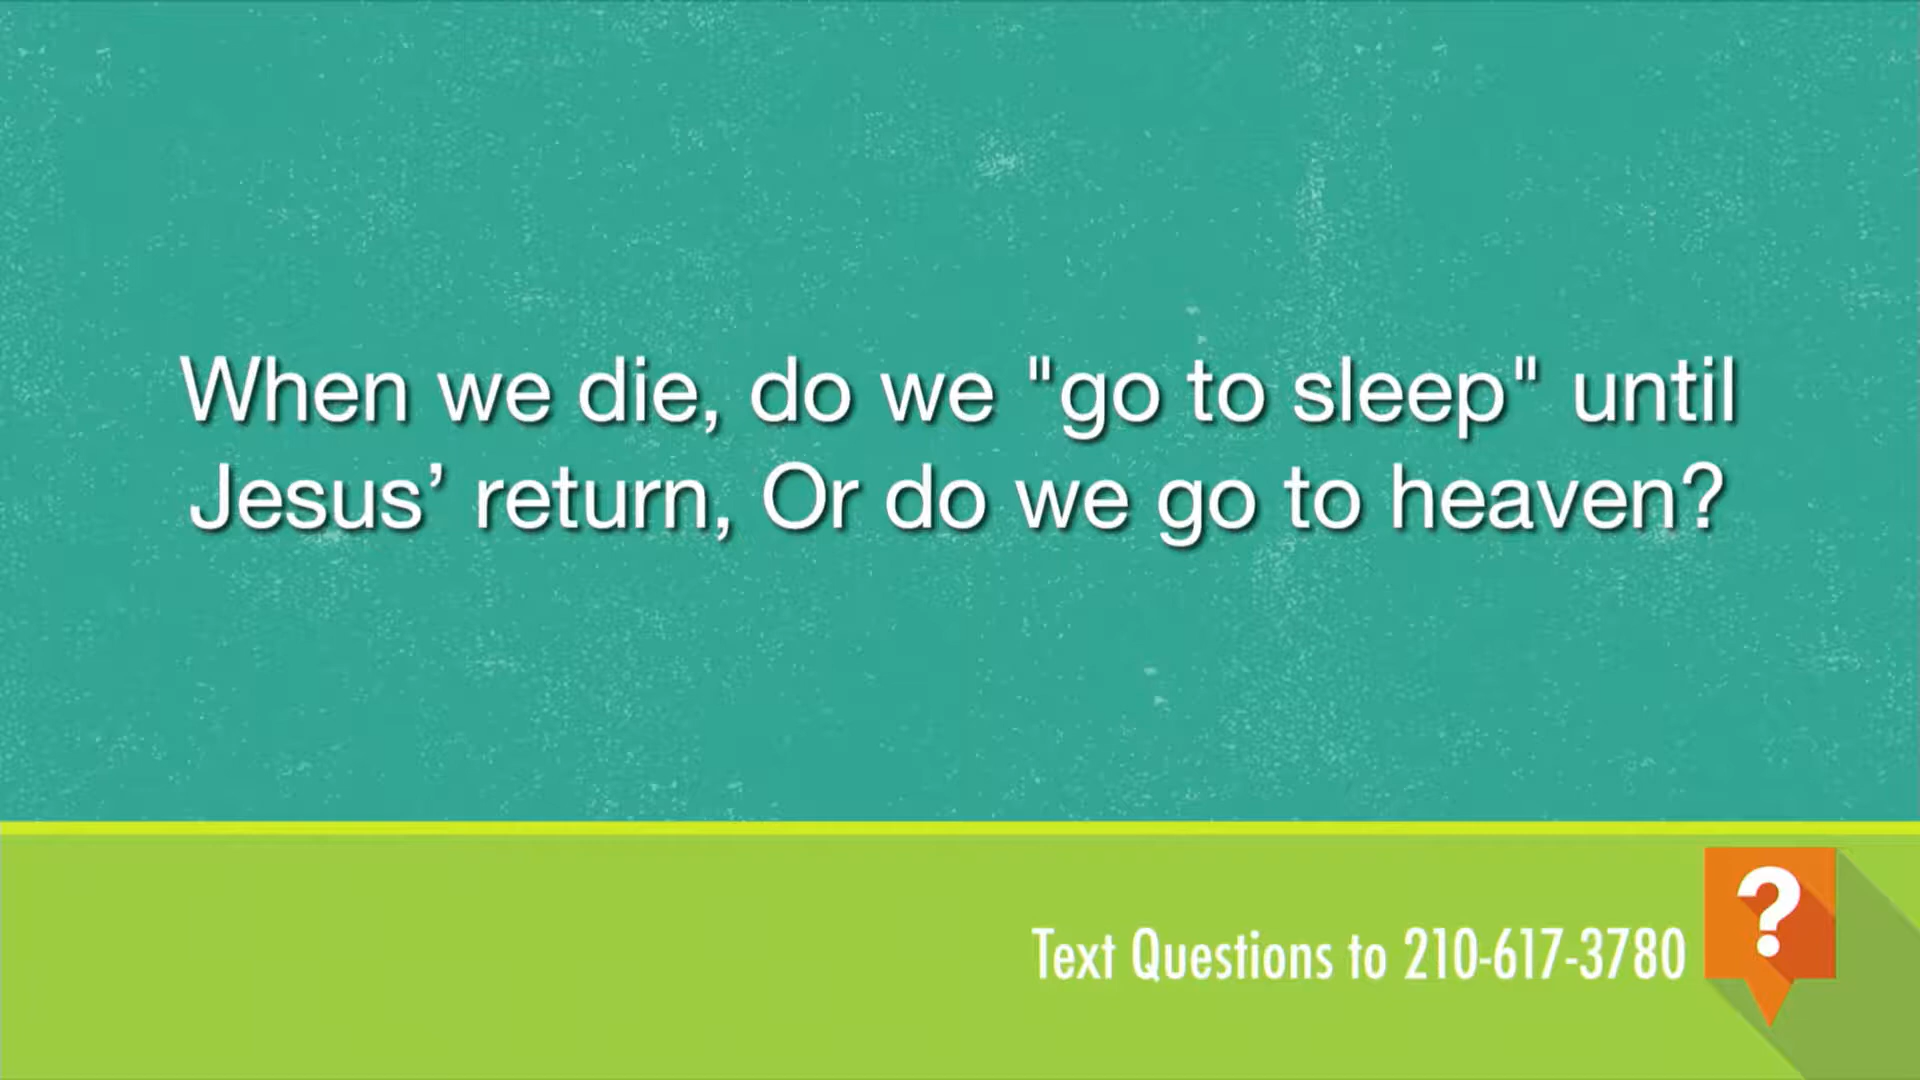 When we die, do we "go to sleep" until
Jesus’ return, Or do we go to heaven?
Text Questions to 210-617-3780
?